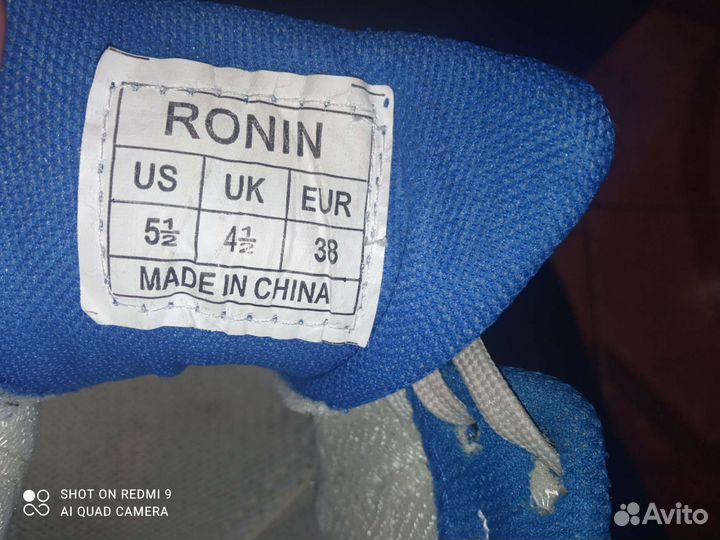 RONIN
US UK EUR
5½ 4½ 38
MADE IN CHINA
SHOT ON REDMI 9
AI QUAD CAMERA
Avito